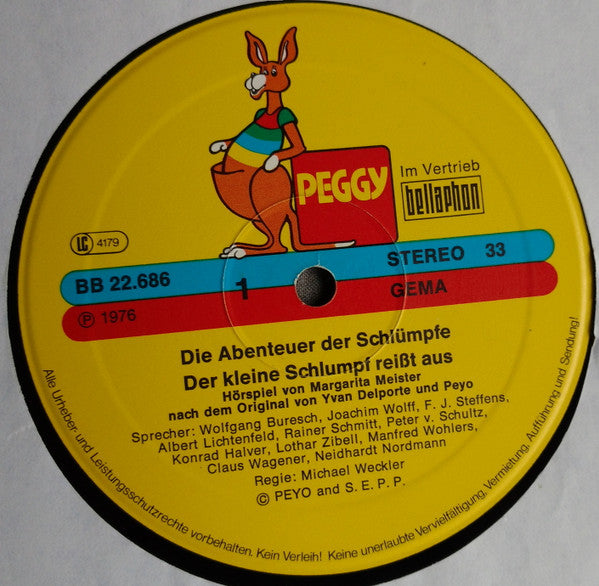 PEGGY
Im Vertrieb
bellaphon
LC 4179
BB 22.686
1
STEREO 33
℗ 1976
GEMA
Die Abenteuer der Schlümpfe
Der kleine Schlumpf reißt aus
Hörspiel von Margarita Meister
nach dem Original von Yvan Delporte und Peyo
Sprecher: Wolfgang Buresch, Joachim Wolff, F. J. Steffens,
Albert Lichtenfeld, Rainer Schmitt, Peter v. Schultz,
Konrad Halver, Lothar Zibell, Manfred Wohlers,
Claus Wagener, Neidhardt Nordmann
Regie: Michael Weckler
© PEYO and S. E. P. P.
Alle Urheber und Leistungsschutzrechte vorbehalten. Kein Verleih! Keine unerlaubte Vervielfältigung, Vermietung, Aufführung und Sendung!